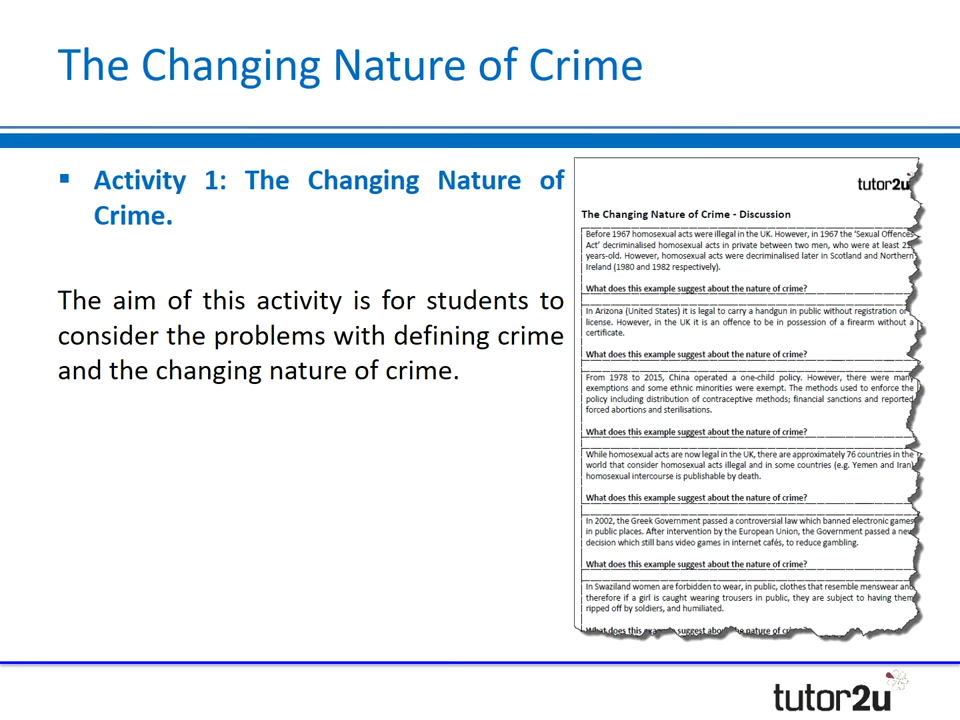 The Changing Nature of Crime
▪ Activity 1: The Changing Nature of
Crime.
The aim of this activity is for students to
consider the problems with defining crime
and the changing nature of crime.
tutor2u
The Changing Nature of Crime - Discussion
Before 1967 homosexual acts were illegal in the UK. However, in 1967 the 'Sexual Offences
Act' decriminalised homosexual acts in private between two men, who were at least 21
years-old. However, homosexual acts were decriminalised later in Scotland and Northern
Ireland (1980 and 1982 respectively).
What does this example suggest about the nature of crime?
In Arizona (United States) it is legal to carry a handgun in public without registration or
license. However, in the UK it is an offence to be in possession of a firearm without a
certificate.
What does this example suggest about the nature of crime?
From 1978 to 2015, China operated a one-child policy. However, there were many
exemptions and some ethnic minorities were exempt. The methods used to enforce the
policy including distribution of contraceptive methods; financial sanctions and reported
forced abortions and sterilisations.
What does this example suggest about the nature of crime?
While homosexual acts are now legal in the UK, there are approximately 76 countries in the
world that consider homosexual acts illegal and in some countries (e.g. Yemen and Iran)
homosexual intercourse is publishable by death.
What does this example suggest about the nature of crime?
In 2002, the Greek Government passed a controversial law which banned electronic games
in public places. After intervention by the European Union, the Government passed a new
decision which still bans video games in internet cafés, to reduce gambling.
What does this example suggest about the nature of crime?
In Swaziland women are forbidden to wear, in public, clothes that resemble menswear and
therefore if a girl is caught wearing trousers in public, they are subject to having them
ripped off by soldiers, and humiliated.
What does this example suggest about the nature of crime?
tutor2u